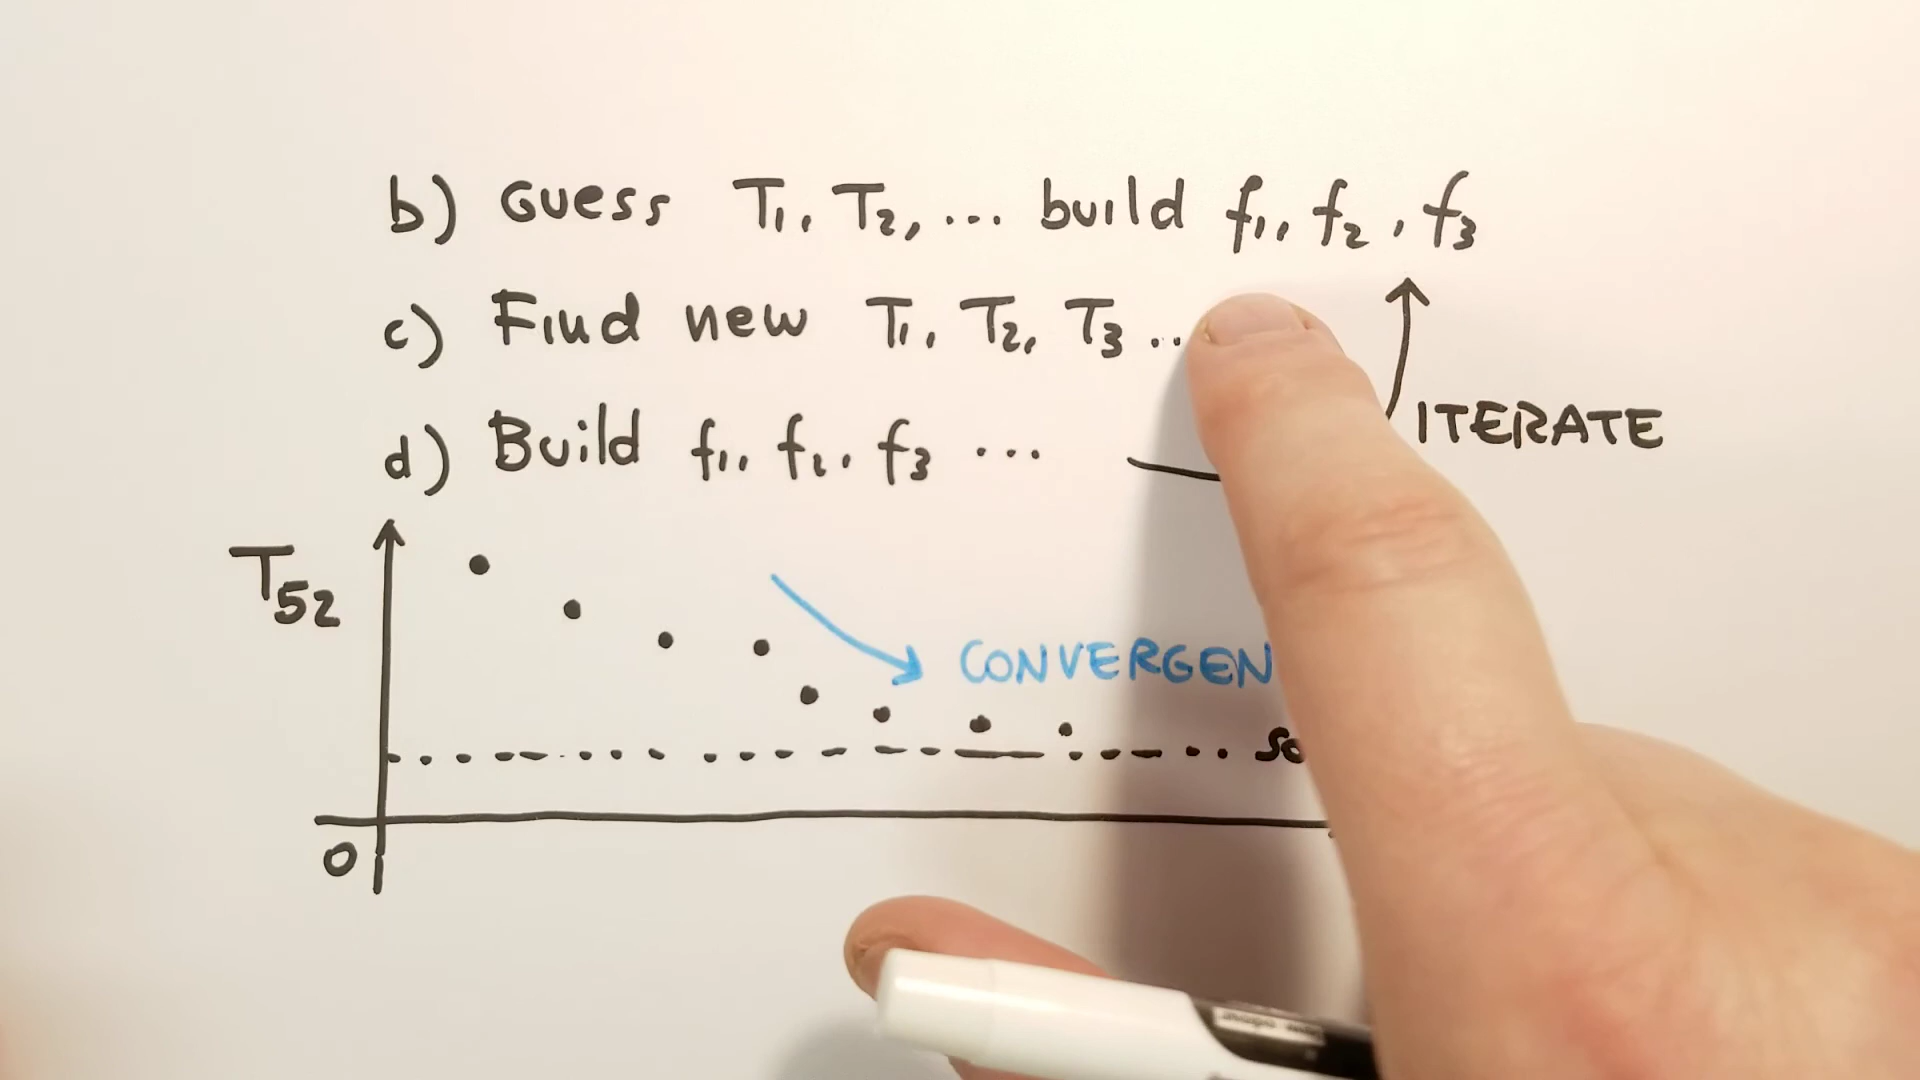 b) Guess T1, T2, ... build f1, f2, f3
c) Find new T1, T2, T3 ...
d) Build f1, f2, f3 ...
ITERATE
T52
CONVERGEN
so
0